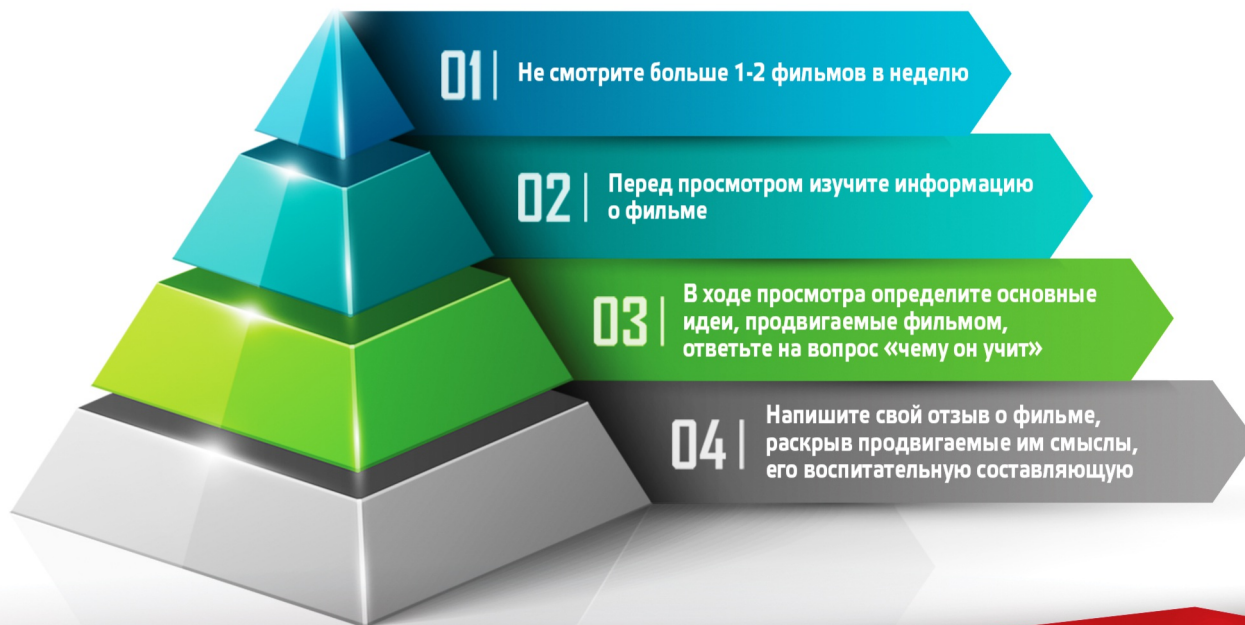 01
Не смотрите больше 1-2 фильмов в неделю
02
Перед просмотром изучите информацию
о фильме
03
В ходе просмотра определите основные
идеи, продвигаемые фильмом,
ответьте на вопрос «чему он учит»
04
Напишите свой отзыв о фильме,
раскрыв продвигаемые им смыслы,
его воспитательную составляющую